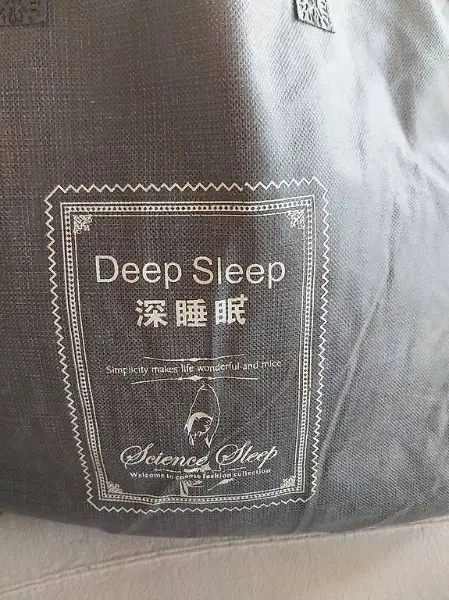 Deep Sleep
深睡眠
Simplicity makes life wonderful and mice
Science Sleep
Welcome to choose fashion collection